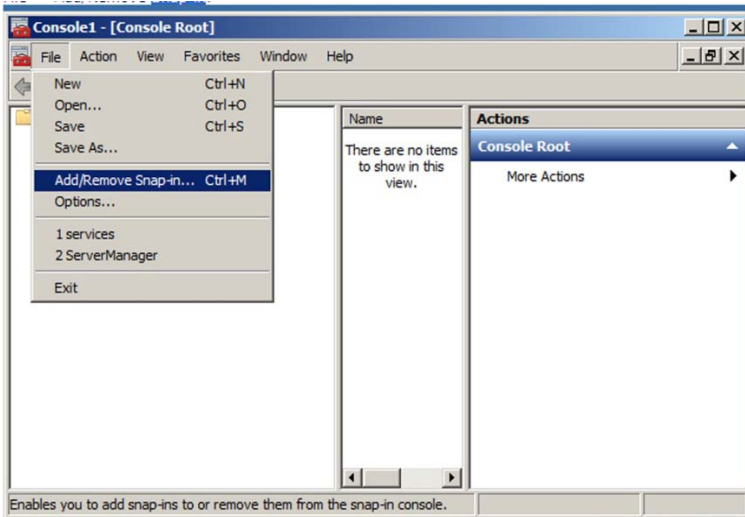 Console1 - [Console Root]
File Action View Favorites Window Help
New Ctrl+N
Open... Ctrl+O
Save Ctrl+S
Save As...
Add/Remove Snap-in... Ctrl+M
Options...
1 services
2 ServerManager
Exit
Name
There are no items
to show in this
view.
Actions
Console Root
More Actions
Enables you to add snap-ins to or remove them from the snap-in console.